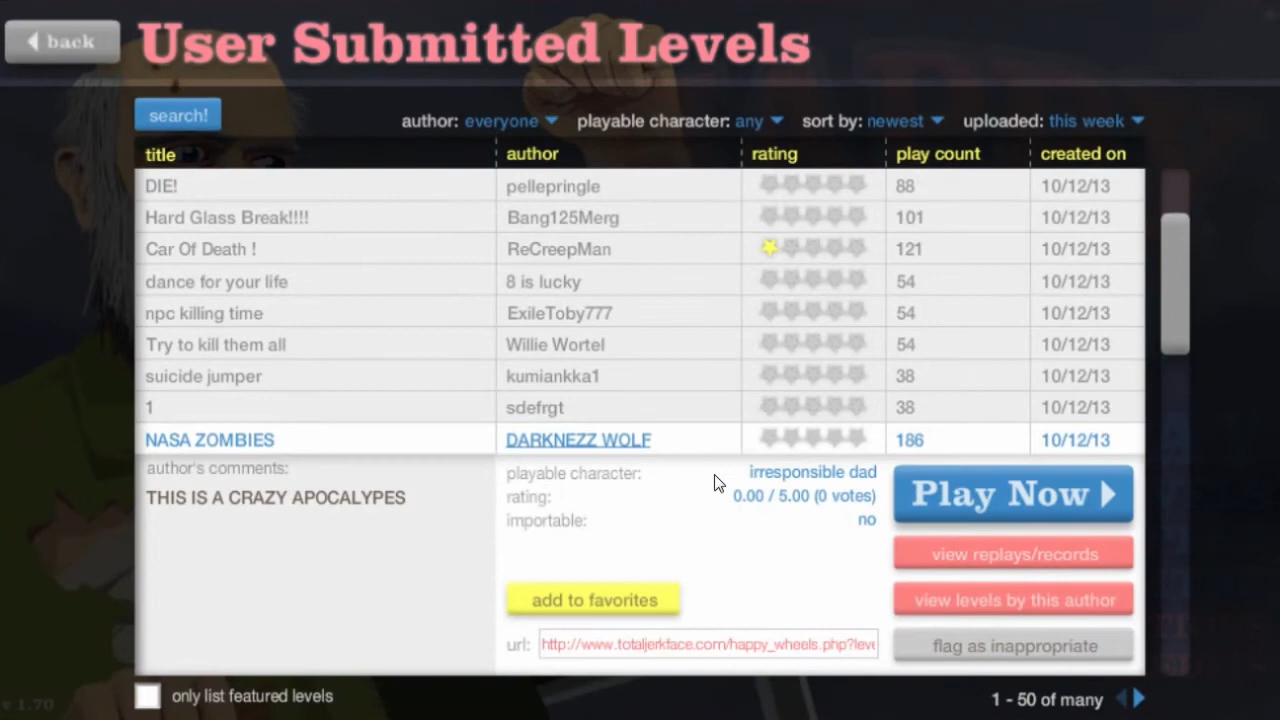 back
User Submitted Levels
search!
author: everyone playable character: any sort by: newest uploaded: this week
title author rating play count created on
DIE! pellepringle 88 10/12/13
Hard Glass Break!!!! Bang125Merg 101 10/12/13
Car Of Death ! ReCreepMan 121 10/12/13
dance for your life 8 is lucky 54 10/12/13
npc killing time ExileToby777 54 10/12/13
Try to kill them all Willie Wortel 54 10/12/13
suicide jumper kumiankka1 38 10/12/13
1 sdefrgt 38 10/12/13
NASA ZOMBIES DARKNEZZ WOLF 186 10/12/13
author's comments:
THIS IS A CRAZY APOCALYPES
playable character: irresponsible dad
rating: 0.00 / 5.00 (0 votes)
importable: no
add to favorites
url: http://www.totaljerkface.com/happy_wheels.php?leve
Play Now
view replays/records
view levels by this author
flag as inappropriate
only list featured levels
1 - 50 of many
v 1.70